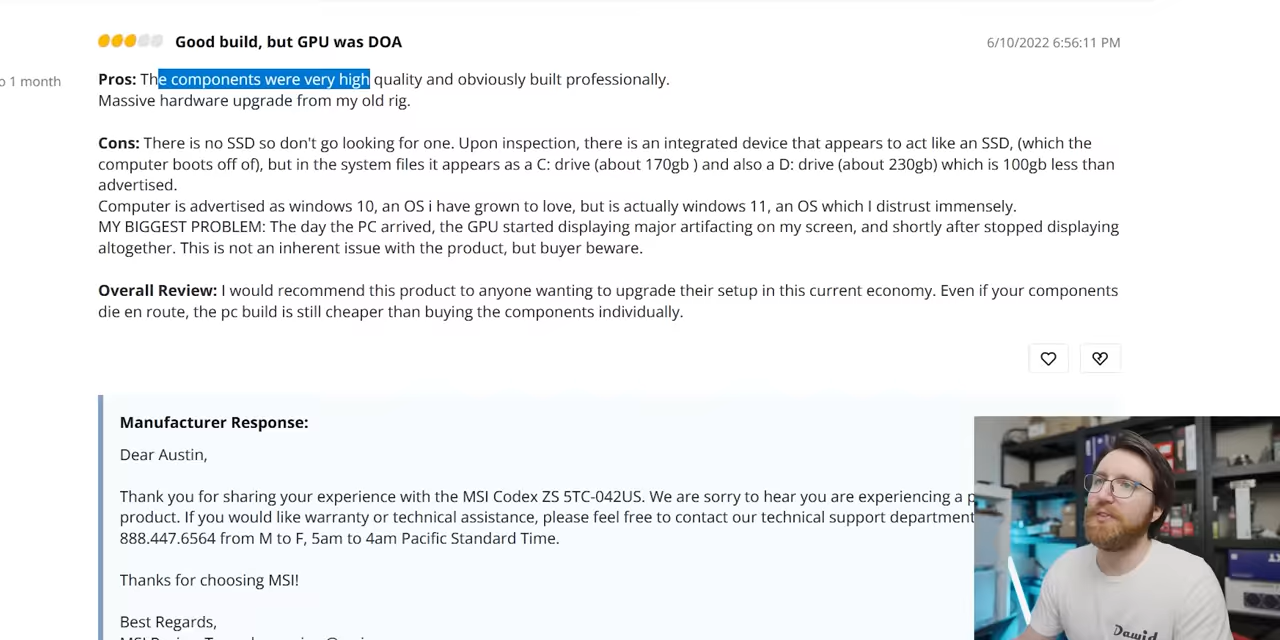 Good build, but GPU was DOA
6/10/2022 6:56:11 PM
o 1 month
Pros: The components were very high quality and obviously built professionally.
Massive hardware upgrade from my old rig.
Cons: There is no SSD so don't go looking for one. Upon inspection, there is an integrated device that appears to act like an SSD, (which the
computer boots off of), but in the system files it appears as a C: drive (about 170gb ) and also a D: drive (about 230gb) which is 100gb less than
advertised.
Computer is advertised as windows 10, an OS i have grown to love, but is actually windows 11, an OS which I distrust immensely.
MY BIGGEST PROBLEM: The day the PC arrived, the GPU started displaying major artifacting on my screen, and shortly after stopped displaying
altogether. This is not an inherent issue with the product, but buyer beware.
Overall Review: I would recommend this product to anyone wanting to upgrade their setup in this current economy. Even if your components
die en route, the pc build is still cheaper than buying the components individually.
Manufacturer Response:
Dear Austin,
Thank you for sharing your experience with the MSI Codex ZS 5TC-042US. We are sorry to hear you are experiencing a p
product. If you would like warranty or technical assistance, please feel free to contact our technical support department
888.447.6564 from M to F, 5am to 4am Pacific Standard Time.
Thanks for choosing MSI!
Best Regards,
Dawid